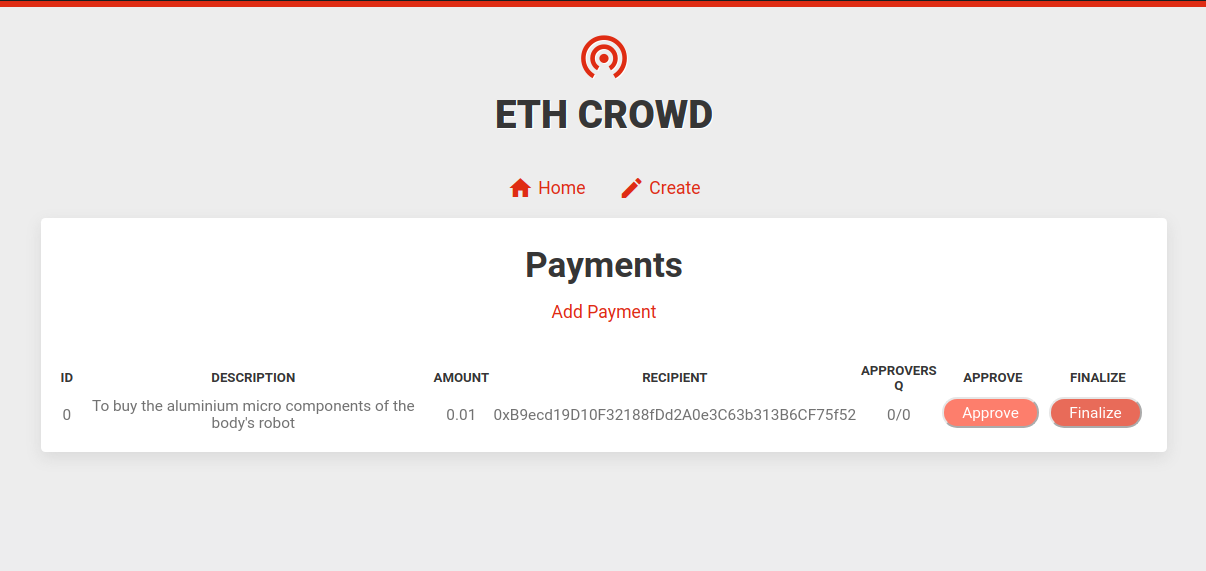 ETH CROWD
Home Create
Payments
Add Payment
ID DESCRIPTION AMOUNT RECIPIENT APPROVERS Q APPROVE FINALIZE
0 To buy the aluminium micro components of the body's robot 0.01 0xB9ecd19D10F32188fDd2A0e3C63b313B6CF75f52 0/0 Approve Finalize